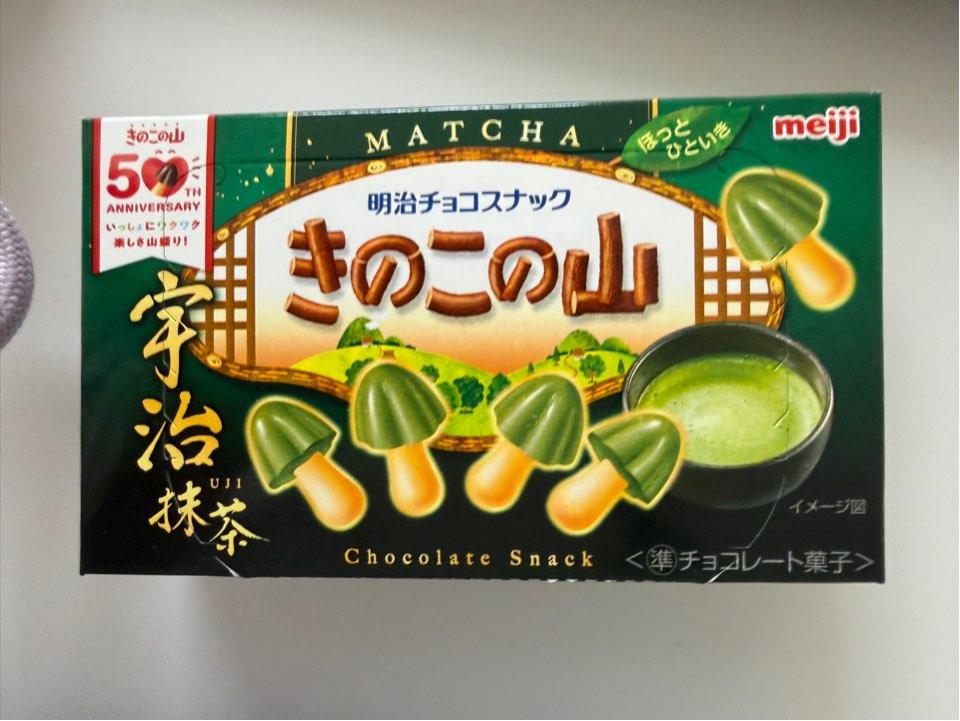 MATCHA
ほっと
ひといき
meiji
きのこの山
50TH
ANNIVERSARY
いっしょにワクワク
楽しさ山盛り!
明治チョコスナック
きのこの山
宇治
UJI
抹茶
イメージ図
Chocolate Snack
<準チョコレート菓子>